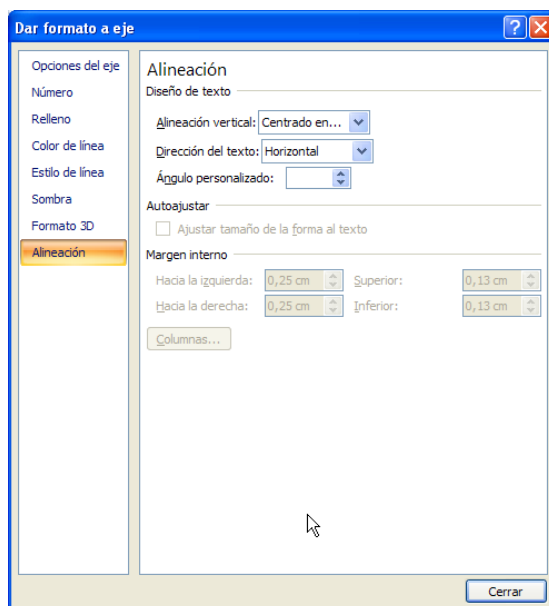 Dar formato a eje
Opciones del eje
Número
Relleno
Color de línea
Estilo de línea
Sombra
Formato 3D
Alineación
Alineación
Diseño de texto
Alineación vertical: Centrado en...
Dirección del texto: Horizontal
Ángulo personalizado:
Autoajustar
Ajustar tamaño de la forma al texto
Margen interno
Hacia la izquierda: 0,25 cm Superior: 0,13 cm
Hacia la derecha: 0,25 cm Inferior: 0,13 cm
Columnas...
Cerrar